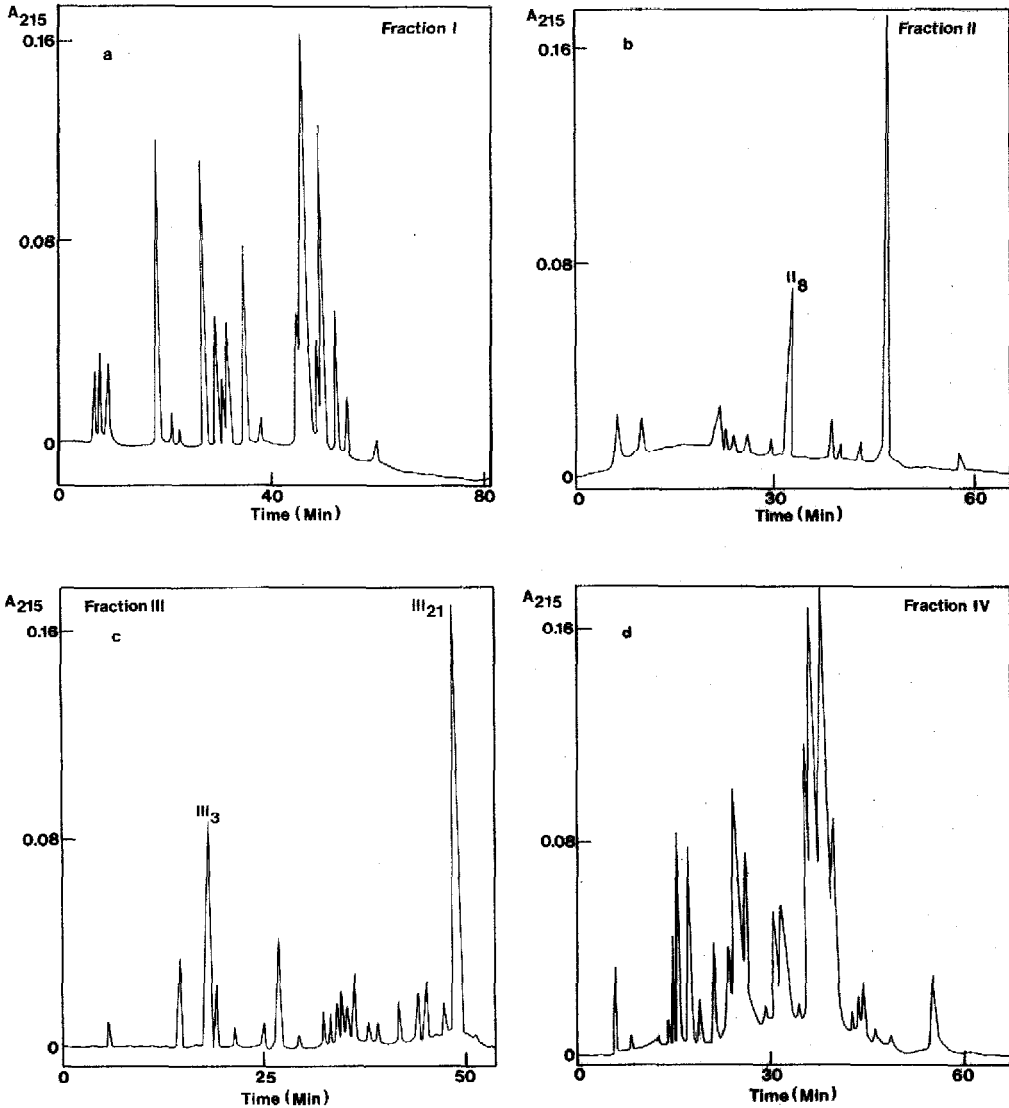 A215
Fraction I
0.16
a
0.08
0
0
40
80
Time (Min)
A215
Fraction II
0.16
b
II8
0.08
0
0
30
60
Time (Min)
A215
Fraction III
III21
0.16
c
III3
0.08
0
0
25
50
Time (Min)
A215
Fraction IV
0.16
d
0.08
0
0
30
60
Time (Min)